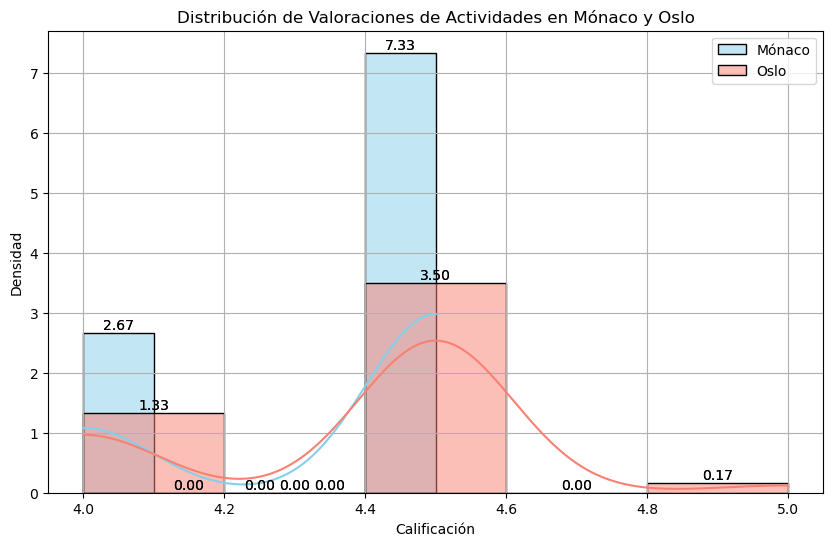 Distribución de Valoraciones de Actividades en Mónaco y Oslo
Densidad
7
6
5
4
3
2
1
0
7.33
3.50
2.67
1.33
0.17
0.00 0.00 0.00 0.00 0.00
Mónaco
Oslo
4.0 4.2 4.4 4.6 4.8 5.0
Calificación